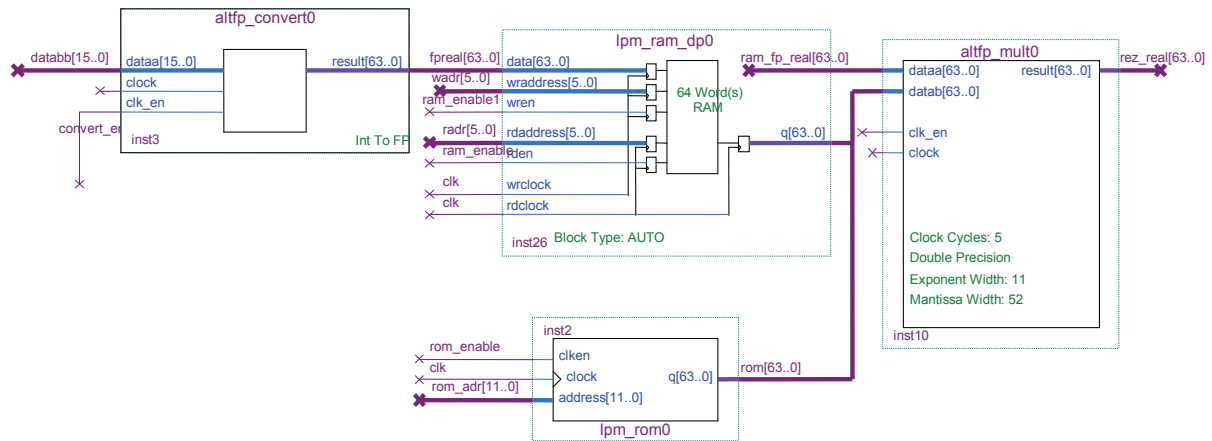 altfp_convert0
databb[15..0]
dataa[15..0]
result[63..0]
clock
clk_en
convert_en
inst3
Int To FP
lpm_ram_dp0
fpreal[63..0]
data[63..0]
wadr[5..0]
wraddress[5..0]
ram_enable1
wren
64 Word(s)
RAM
radr[5..0]
rdaddress[5..0]
q[63..0]
ram_enable
rden
clk
wrclock
clk
rdclock
inst26
Block Type: AUTO
altfp_mult0
ram_fp_real[63..0]
dataa[63..0]
result[63..0]
rez_real[63..0]
datab[63..0]
clk_en
clock
Clock Cycles: 5
Double Precision
Exponent Width: 11
Mantissa Width: 52
inst10
inst2
rom_enable
clken
clk
clock
q[63..0]
rom[63..0]
rom_adr[11..0]
address[11..0]
lpm_rom0